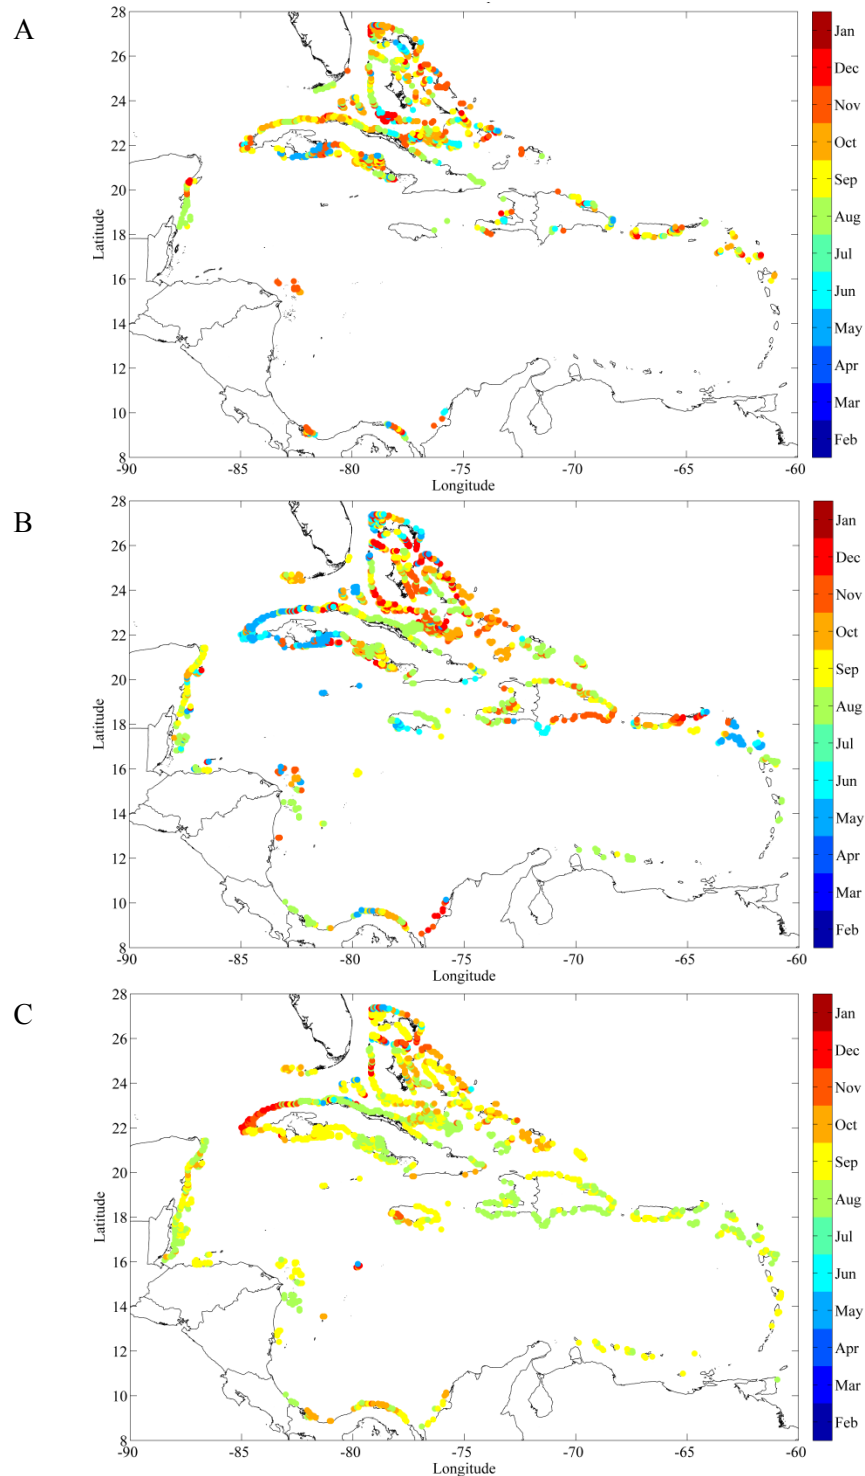 A
28
26
24
22
20
18
16
14
12
10
8
Latitude
-90
-85
-80
-75
-70
-65
-60
Longitude
Jan
Dec
Nov
Oct
Sep
Aug
Jul
Jun
May
Apr
Mar
Feb
B
28
26
24
22
20
18
16
14
12
10
8
Latitude
-90
-85
-80
-75
-70
-65
-60
Longitude
Jan
Dec
Nov
Oct
Sep
Aug
Jul
Jun
May
Apr
Mar
Feb
C
28
26
24
22
20
18
16
14
12
10
8
Latitude
-90
-85
-80
-75
-70
-65
-60
Longitude
Jan
Dec
Nov
Oct
Sep
Aug
Jul
Jun
May
Apr
Mar
Feb